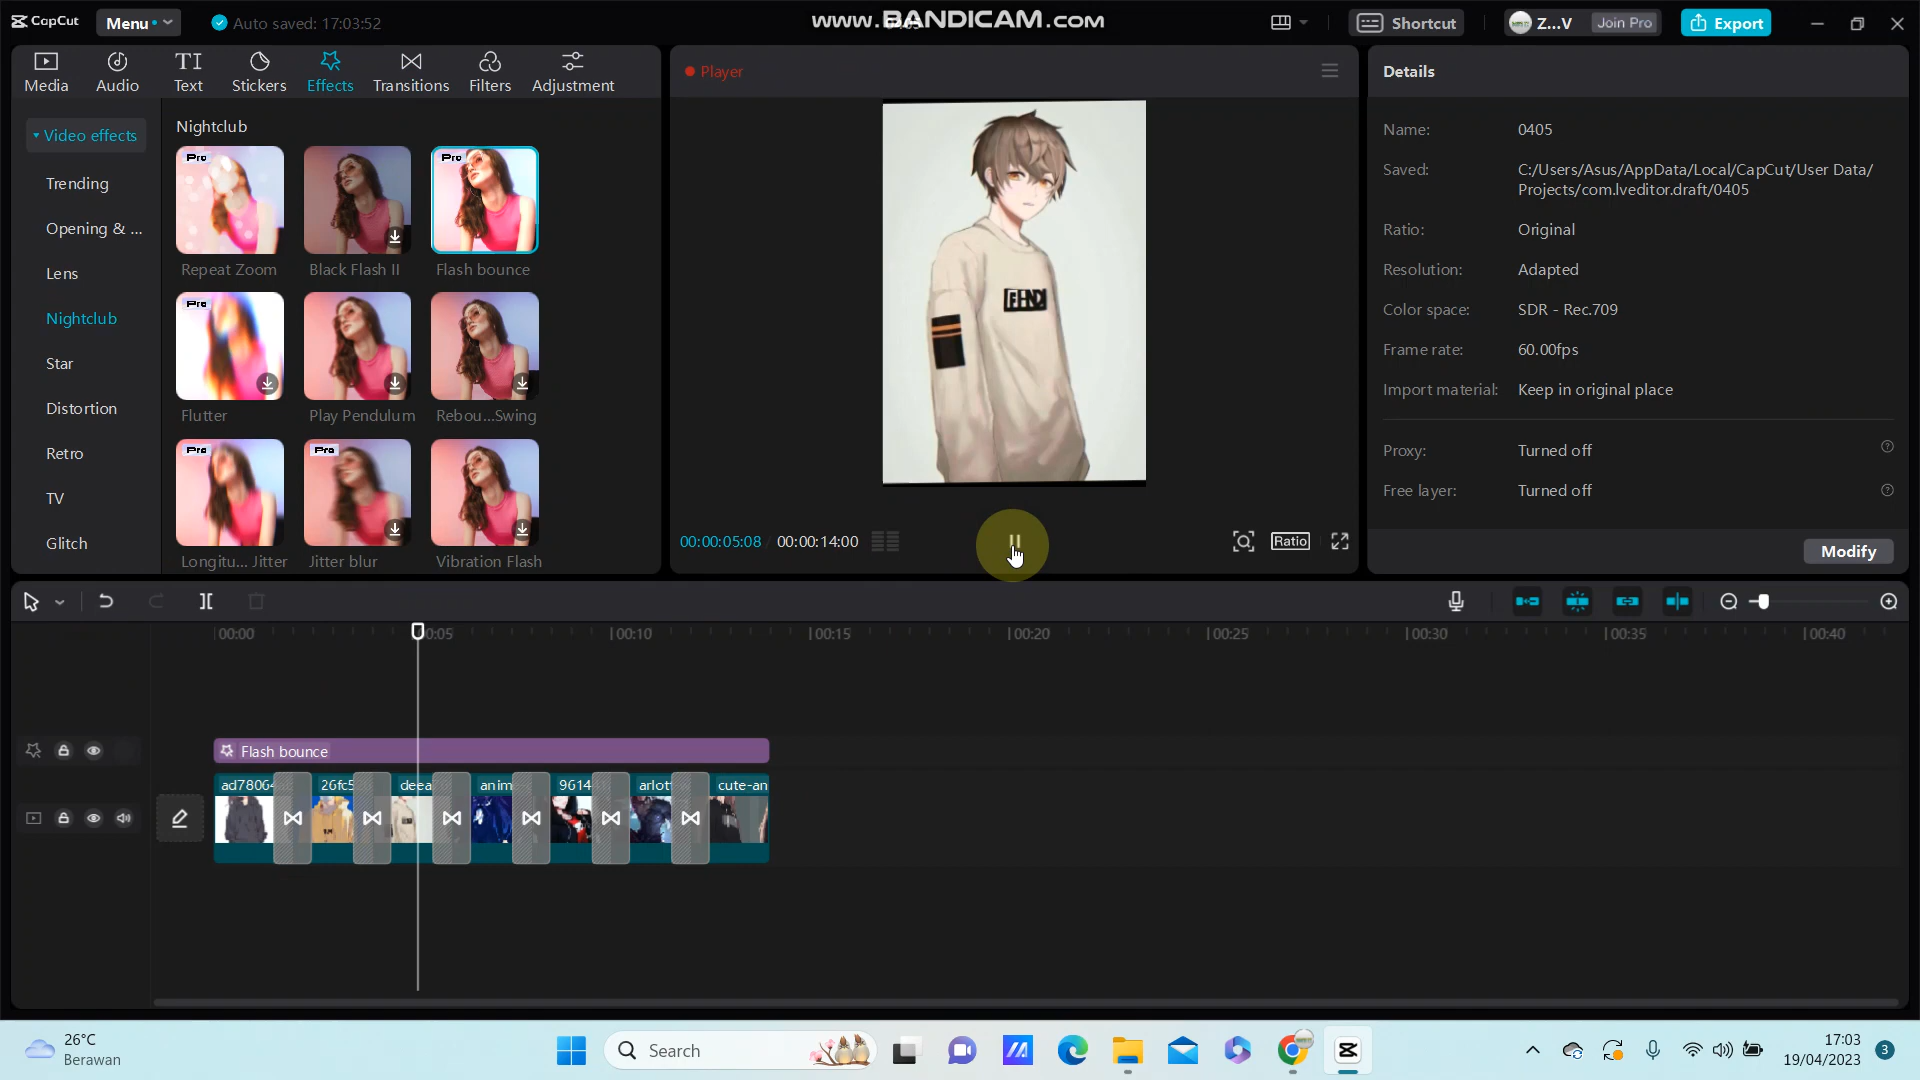 CapCut
Menu
Auto saved: 17:03:52
www.BANDICAM.com
Shortcut
Z...V
Join Pro
Export
Media
Audio
TI
Text
Stickers
Effects
Transitions
Filters
Adjustment
Video effects
Trending
Opening & ...
Lens
Nightclub
Star
Distortion
Retro
TV
Glitch
Nightclub
Pro
Pro
Repeat Zoom
Black Flash II
Flash bounce
Pro
Flutter
Play Pendulum
Rebou...Swing
Pro
Pro
Longitu... Jitter
Jitter blur
Vibration Flash
Player
FENDI
00:00:05:08
00:00:14:00
Ratio
Details
Name: 0405
Saved: C:/Users/Asus/AppData/Local/CapCut/User Data/
Projects/com.lveditor.draft/0405
Ratio: Original
Resolution: Adapted
Color space: SDR - Rec.709
Frame rate: 60.00fps
Import material: Keep in original place
Proxy: Turned off
Free layer: Turned off
Modify
00:00
0:05
00:10
00:15
00:20
00:25
00:30
00:35
00:40
Flash bounce
ad7806
26fc5
deea
anim
9614
arlot
cute-an
26°C
Berawan
Search
17:03
19/04/2023
3